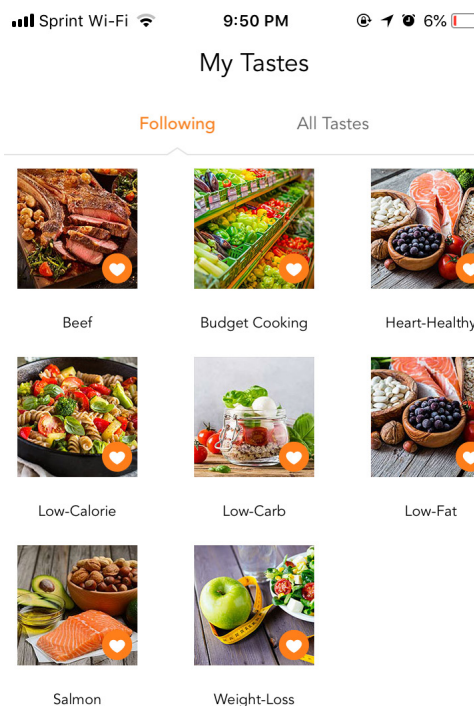 Sprint Wi-Fi 9:50 PM 6%
My Tastes
Following All Tastes
Beef Budget Cooking Heart-Healthy
Low-Calorie Low-Carb Low-Fat
Salmon Weight-Loss